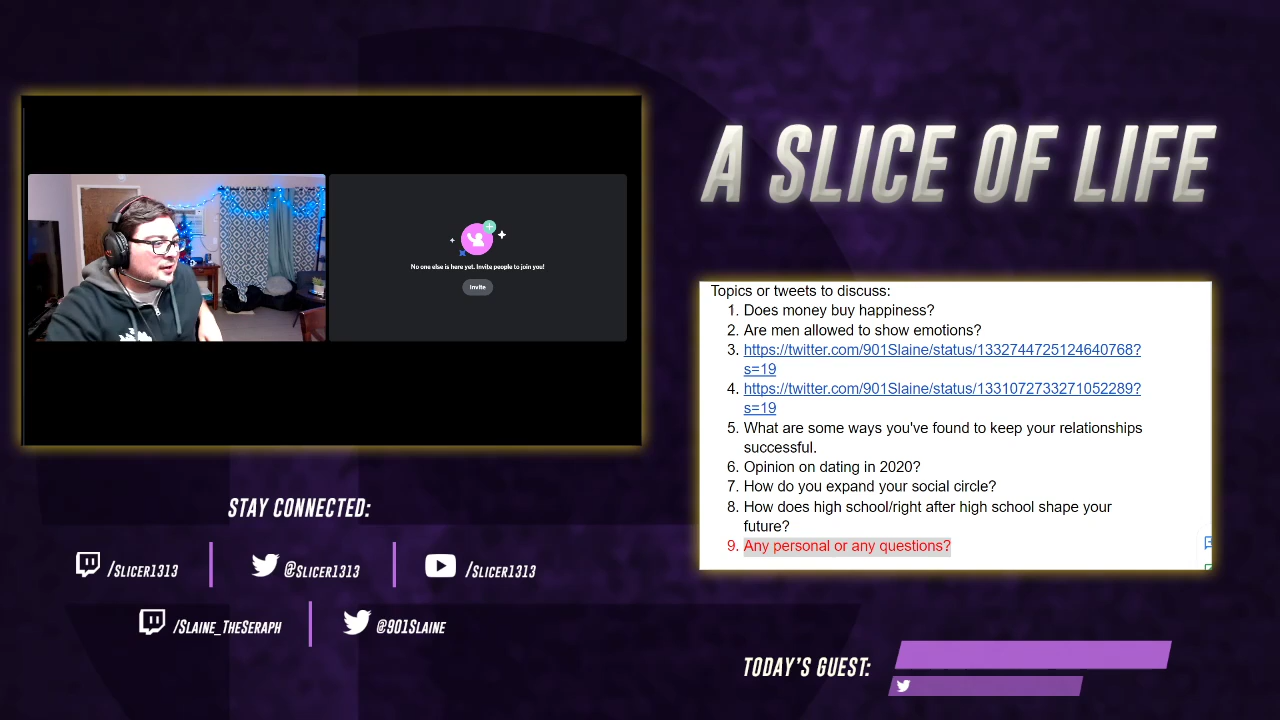 A SLICE OF LIFE
No one else is here yet. Invite people to join you!
Invite
Topics or tweets to discuss:
1. Does money buy happiness?
2. Are men allowed to show emotions?
3. https://twitter.com/901Slaine/status/1332744725124640768?
s=19
4. https://twitter.com/901Slaine/status/1331072733271052289?
s=19
5. What are some ways you've found to keep your relationships
successful.
6. Opinion on dating in 2020?
7. How do you expand your social circle?
8. How does high school/right after high school shape your
future?
9. Any personal or any questions?
STAY CONNECTED:
/SLICER1313
@SLICER1313
/SLICER1313
/SLAINE_THESERAPH
@901SLAINE
TODAY'S GUEST: